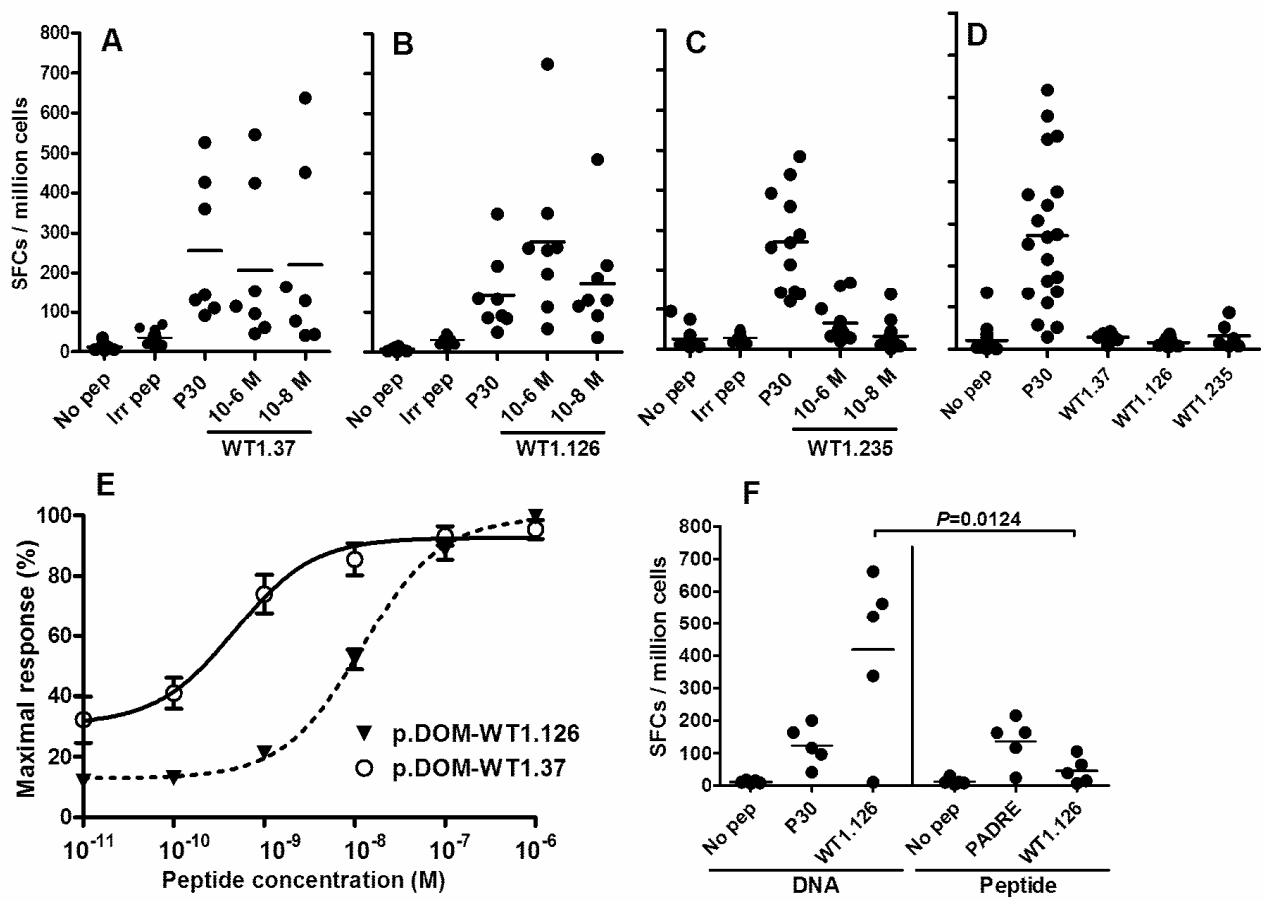 A
B
C
D
SFCs / million cells
800
700
600
500
400
300
200
100
0
No pep
Irr pep
P30
10-6 M
10-8 M
WT1.37
No pep
Irr pep
P30
10-6 M
10-8 M
WT1.126
No pep
Irr pep
P30
10-6 M
10-8 M
WT1.235
No pep
P30
WT1.37
WT1.126
WT1.235
E
Maximal response (%)
100
80
60
40
20
0
10-11
10-10
10-9
10-8
10-7
10-6
Peptide concentration (M)
p.DOM-WT1.126
p.DOM-WT1.37
F
P=0.0124
SFCs / million cells
800
700
600
500
400
300
200
100
0
No pep
P30
WT1.126
No pep
PADRE
WT1.126
DNA
Peptide